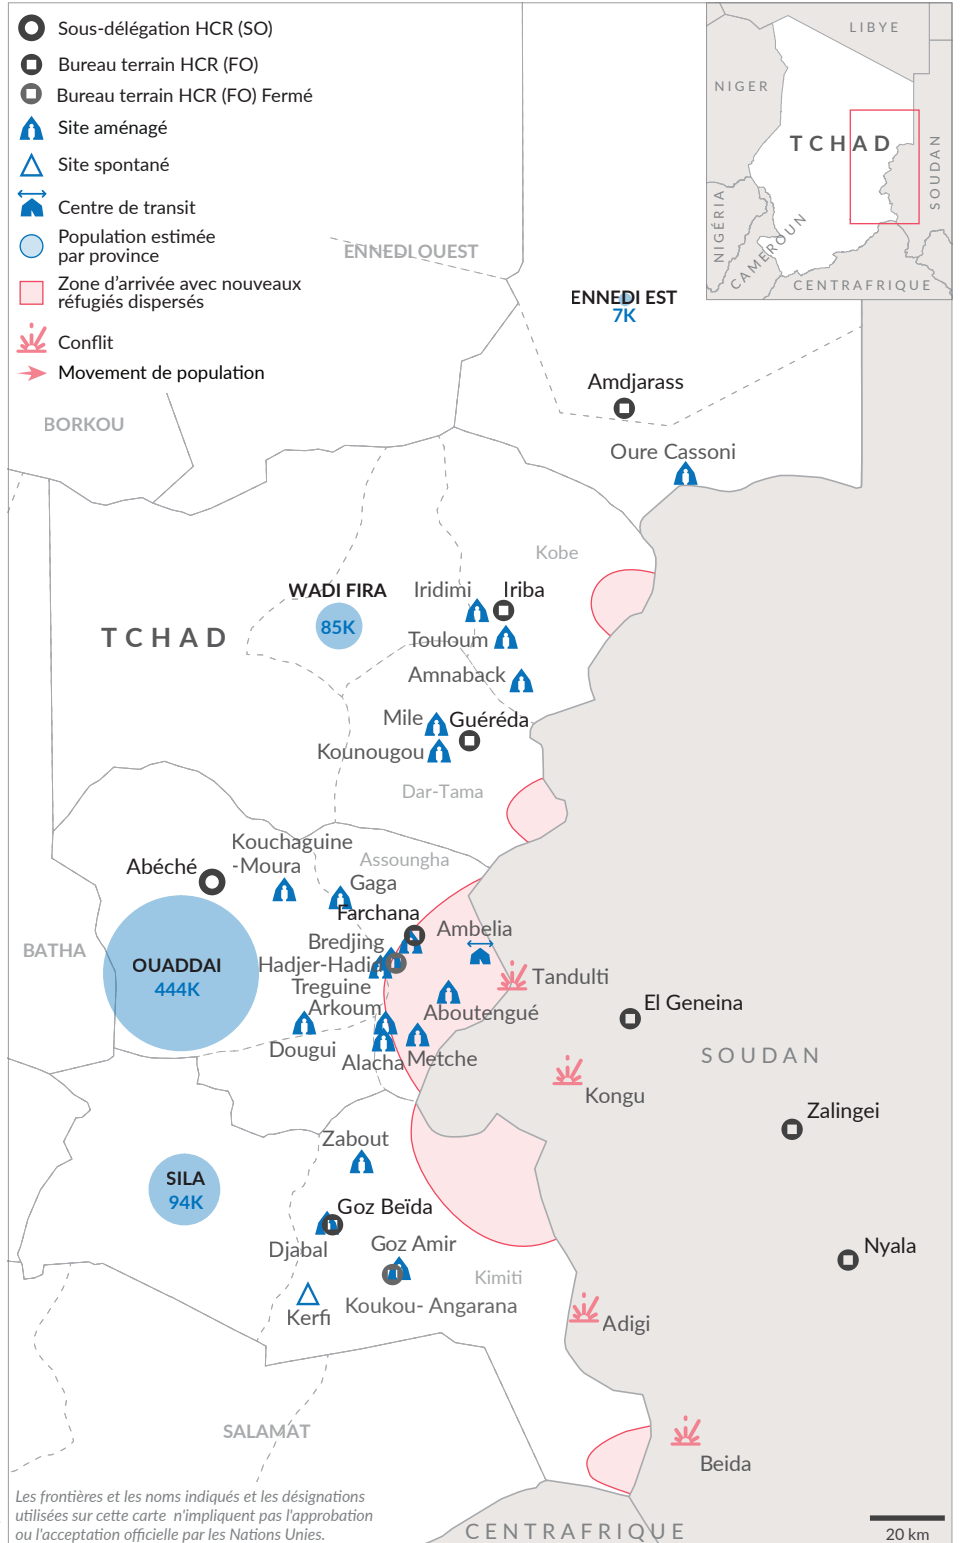 Sous-délégation HCR (SO)
Bureau terrain HCR (FO)
Bureau terrain HCR (FO) Fermé
Site aménagé
Site spontané
Centre de transit
Population estimée
par province
Zone d'arrivée avec nouveaux
réfugiés dispersés
Conflit
Movement de population
LIBYE
NIGER
TCHAD
SOUDAN
NIGÉRIA
CAMEROUN
CENTRAFRIQUE
ENNEDI OUEST
ENNEDI EST
7K
Amdjarass
BORKOU
Oure Cassoni
Kobe
WADI FIRA
85K
Iridimi
Iriba
TCHAD
Touloum
Amnaback
Mile
Guéréda
Kounougou
Dar-Tama
Kouchaguine
-Moura
Abéché
Assoungha
Gaga
Farchana
Ambelia
BATHA
Bredjing
OUADDAI
444K
Hadjer-Hadid
Tandulti
Treguine
Arkoum
Aboutengué
El Geneina
Dougui
Alacha
Metche
SOUDAN
Kongu
Zalingei
Zabout
SILA
94K
Goz Beïda
Djabal
Goz Amir
Nyala
Kimiti
Koukou- Angarana
Kerfi
Adigi
SALAMAT
Beida
Les frontières et les noms indiqués et les désignations
utilisées sur cette carte n'impliquent pas l'approbation
ou l'acceptation officielle par les Nations Unies.
CENTRAFRIQUE
20 km